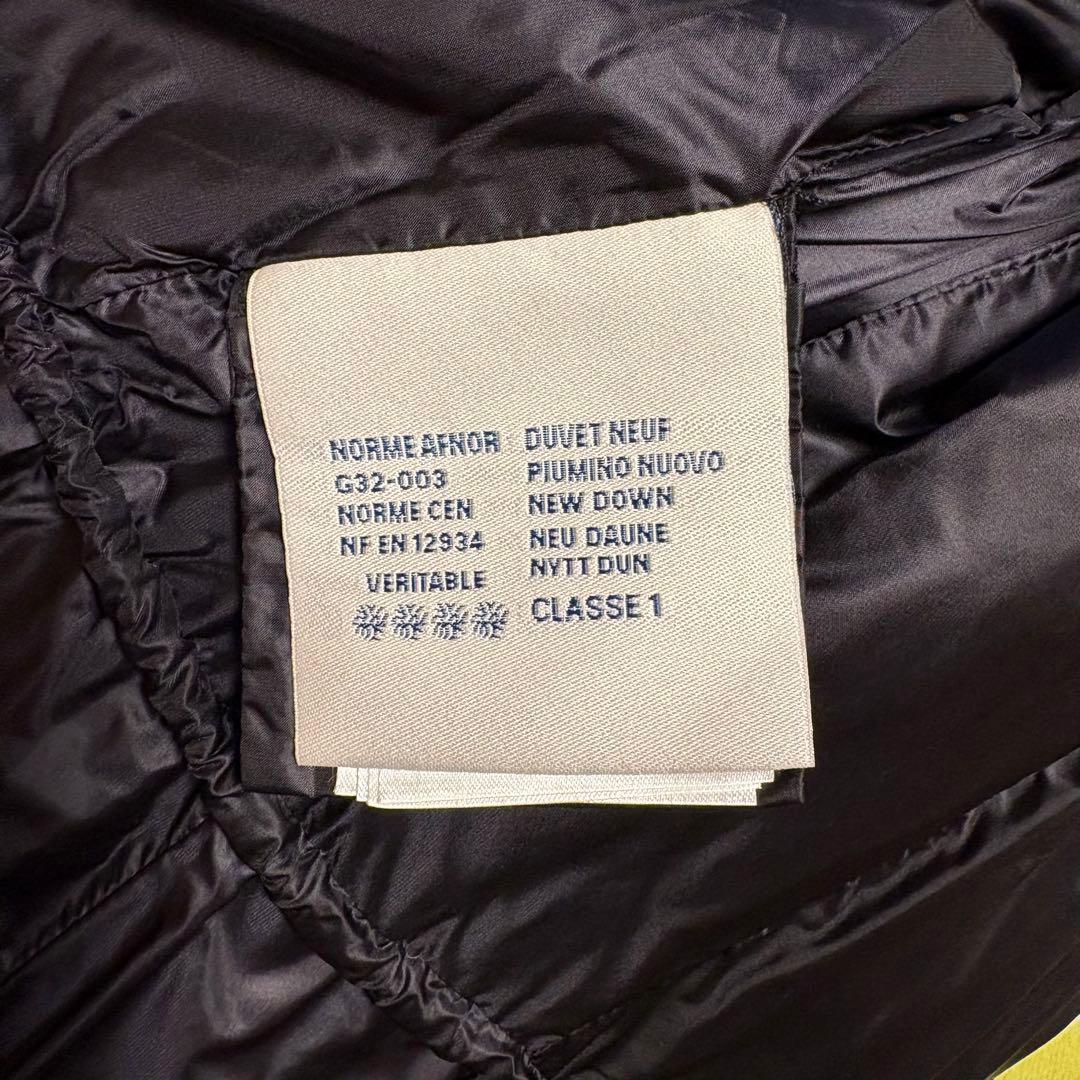 NORME AFNOR
G32-003
NORME CEN
NF EN 12934
VERITABLE
DUVET NEUF
PIUMINO NUOVO
NEW DOWN
NEU DAUNE
NYTT DUN
CLASSE 1